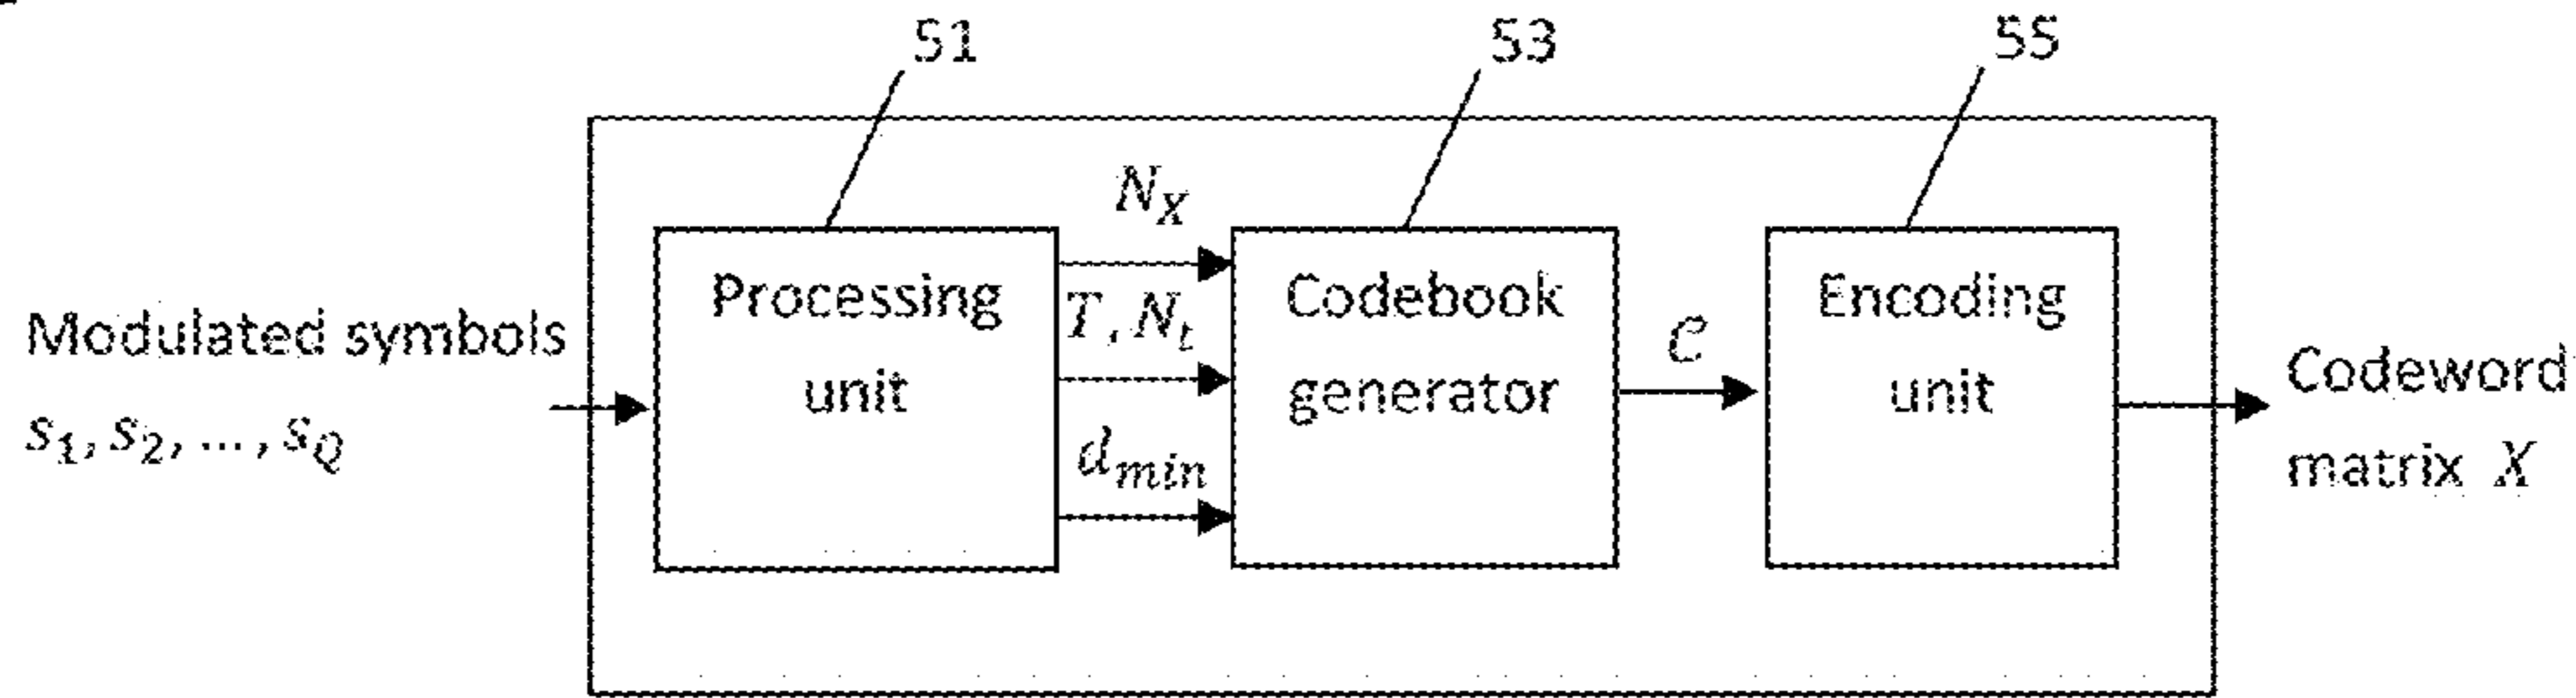 51
53
55
N_X
Processing
unit
T, N_t
d_min
Codebook
generator
𝒞
Encoding
unit
Modulated symbols
s_1, s_2, ..., s_Q
Codeword
matrix X